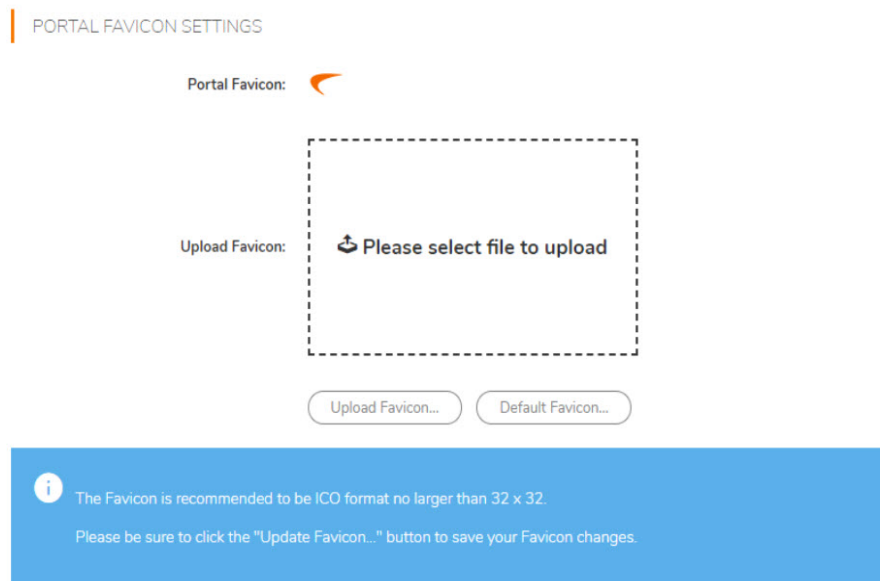 PORTAL FAVICON SETTINGS
Portal Favicon:
Upload Favicon:
Please select file to upload
Upload Favicon...
Default Favicon...
The Favicon is recommended to be ICO format no larger than 32 x 32.
Please be sure to click the "Update Favicon..." button to save your Favicon changes.